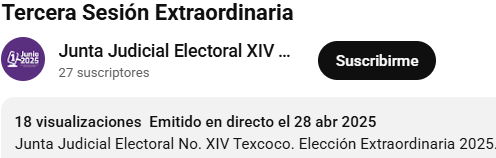 Tercera Sesión Extraordinaria
Junta Judicial Electoral XIV ...
27 suscriptores
Suscribirme
Junio
2025
18 visualizaciones Emitido en directo el 28 abr 2025
Junta Judicial Electoral No. XIV Texcoco. Elección Extraordinaria 2025.